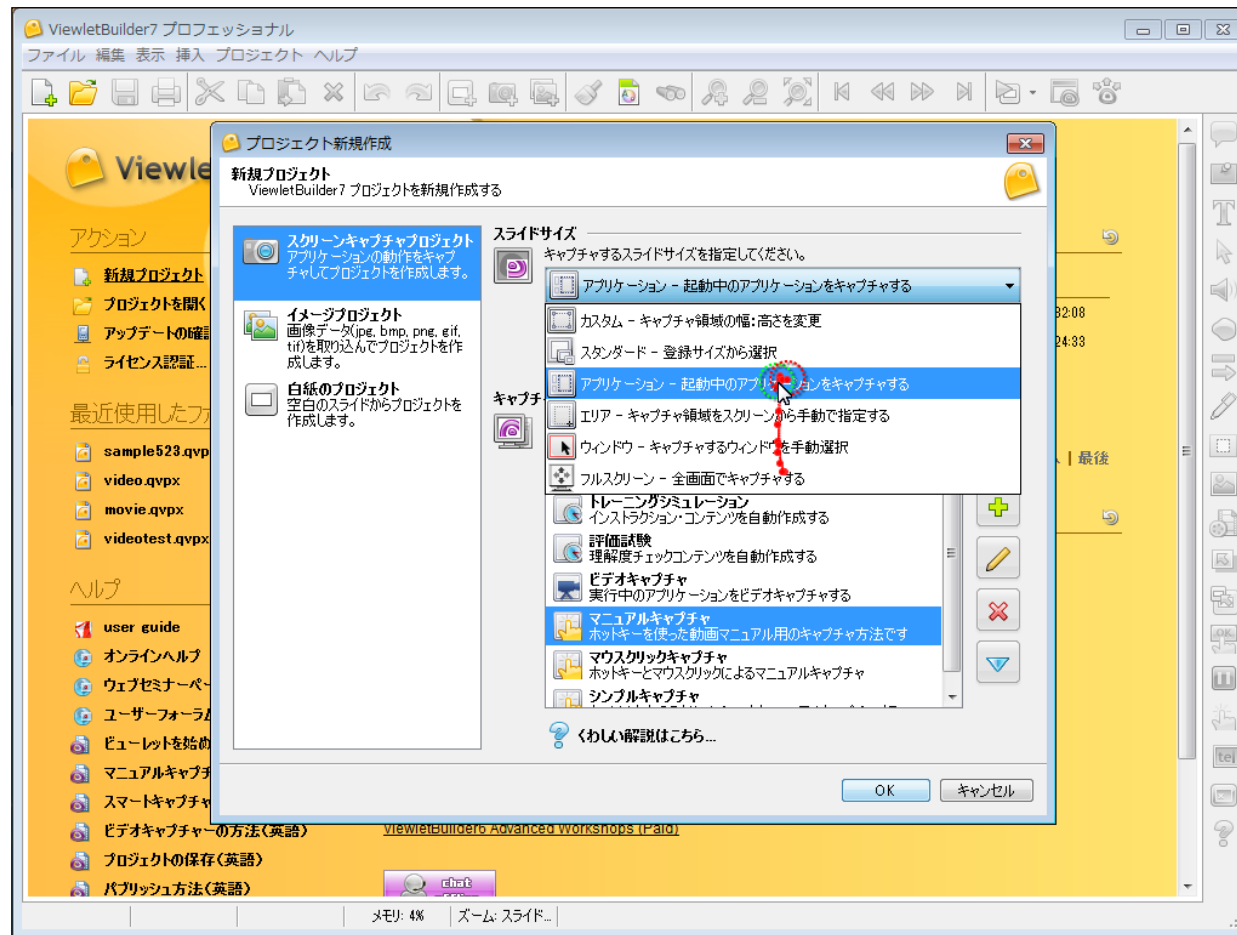 ViewletBuilder7 プロフェッショナル
ファイル 編集 表示 挿入 プロジェクト ヘルプ
プロジェクト新規作成
新規プロジェクト
ViewletBuilder7 プロジェクトを新規作成する
Viewle
アクション
新規プロジェクト
プロジェクトを開く
アップデートの確認
ライセンス認証...
最近使用したファ
sample523.qvp
video.qvpx
movie.qvpx
videotest.qvpx
ヘルプ
user guide
オンラインヘルプ
ウェブセミナーペー
ユーザーフォーラム
ビューレットを始め
マニュアルキャプチ
スマートキャプチャ
ビデオキャプチャーの方法(英語)
プロジェクトの保存(英語)
パブリッシュ方法(英語)
スクリーンキャプチャプロジェクト
アプリケーションの動作をキャプ
チャしてプロジェクトを作成します。
イメージプロジェクト
画像データ(jpg, bmp, png, gif,
tif)を取り込んでプロジェクトを作
成します。
白紙のプロジェクト
空白のスライドからプロジェクトを
作成します。
スライドサイズ
キャプチャするスライドサイズを指定してください。
アプリケーション - 起動中のアプリケーションをキャプチャする
カスタム - キャプチャ領域の幅:高さを変更
スタンダード - 登録サイズから選択
アプリケーション - 起動中のアプリケーションをキャプチャする
エリア - キャプチャ領域をスクリーンから手動で指定する
ウィンドウ - キャプチャするウィンドウを手動選択
フルスクリーン - 全画面でキャプチャする
キャプチ
トレーニングシミュレーション
インストラクション・コンテンツを自動作成する
評価試験
理解度チェックコンテンツを自動作成する
ビデオキャプチャ
実行中のアプリケーションをビデオキャプチャする
マニュアルキャプチャ
ホットキーを使った動画マニュアル用のキャプチャ方法です
マウスクリックキャプチャ
ホットキーとマウスクリックによるマニュアルキャプチャ
シンプルキャプチャ
くわしい解説はこちら...
OK キャンセル
32:08
24:33
| 最後
ViewletBuilder6 Advanced Workshops (Paid)
chat
OK
te
メモリ: 4% ズーム: スライド...